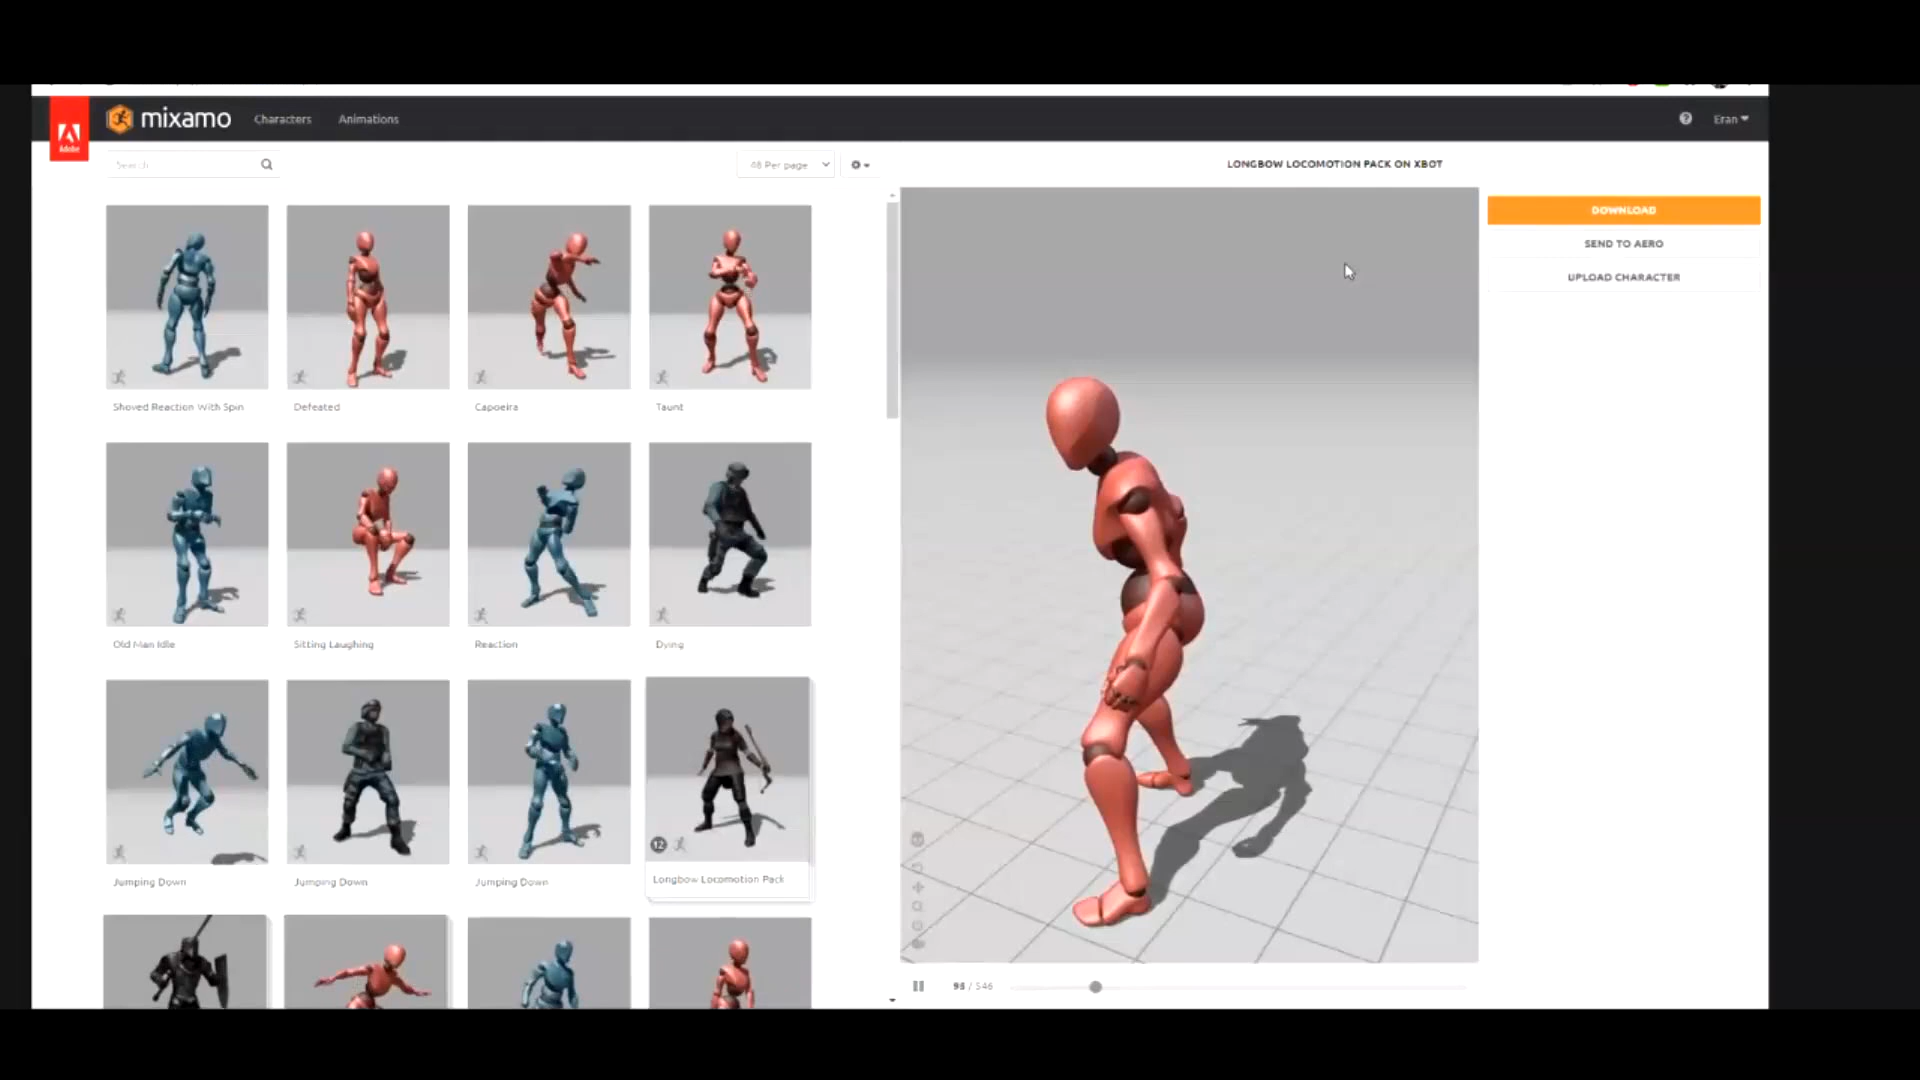 Adobe
mixamo
Characters
Animations
Eran
Search
48 Per page
LONGBOW LOCOMOTION PACK ON XBOT
DOWNLOAD
SEND TO AERO
UPLOAD CHARACTER
Shoved Reaction With Spin
Defeated
Capoeira
Taunt
Old Man Idle
Sitting Laughing
Reaction
Dying
Jumping Down
Jumping Down
Jumping Down
12
Longbow Locomotion Pack
98 / 546